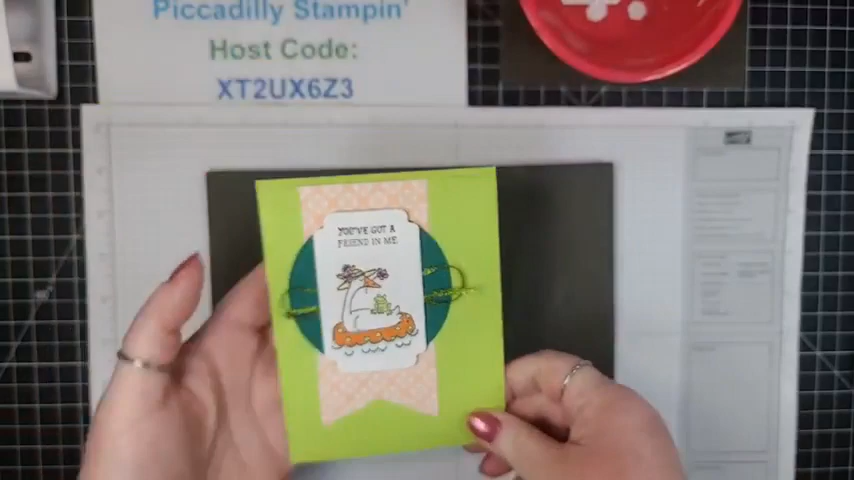 Piccadilly Stampin'
Host Code:
XT2UX6Z3
YOU'VE GOT A
FRIEND IN ME